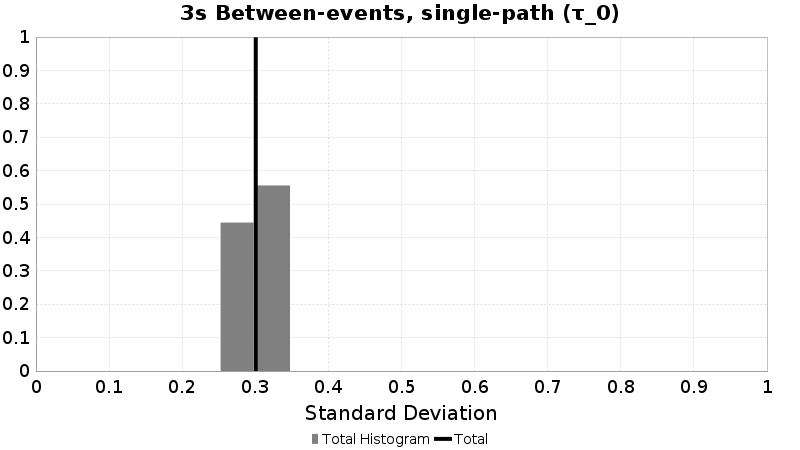 3s Between-events, single-path (τ_0)
1
0.9
0.8
0.7
0.6
0.5
0.4
0.3
0.2
0.1
0
0 0.1 0.2 0.3 0.4 0.5 0.6 0.7 0.8 0.9 1
Standard Deviation
Total Histogram Total